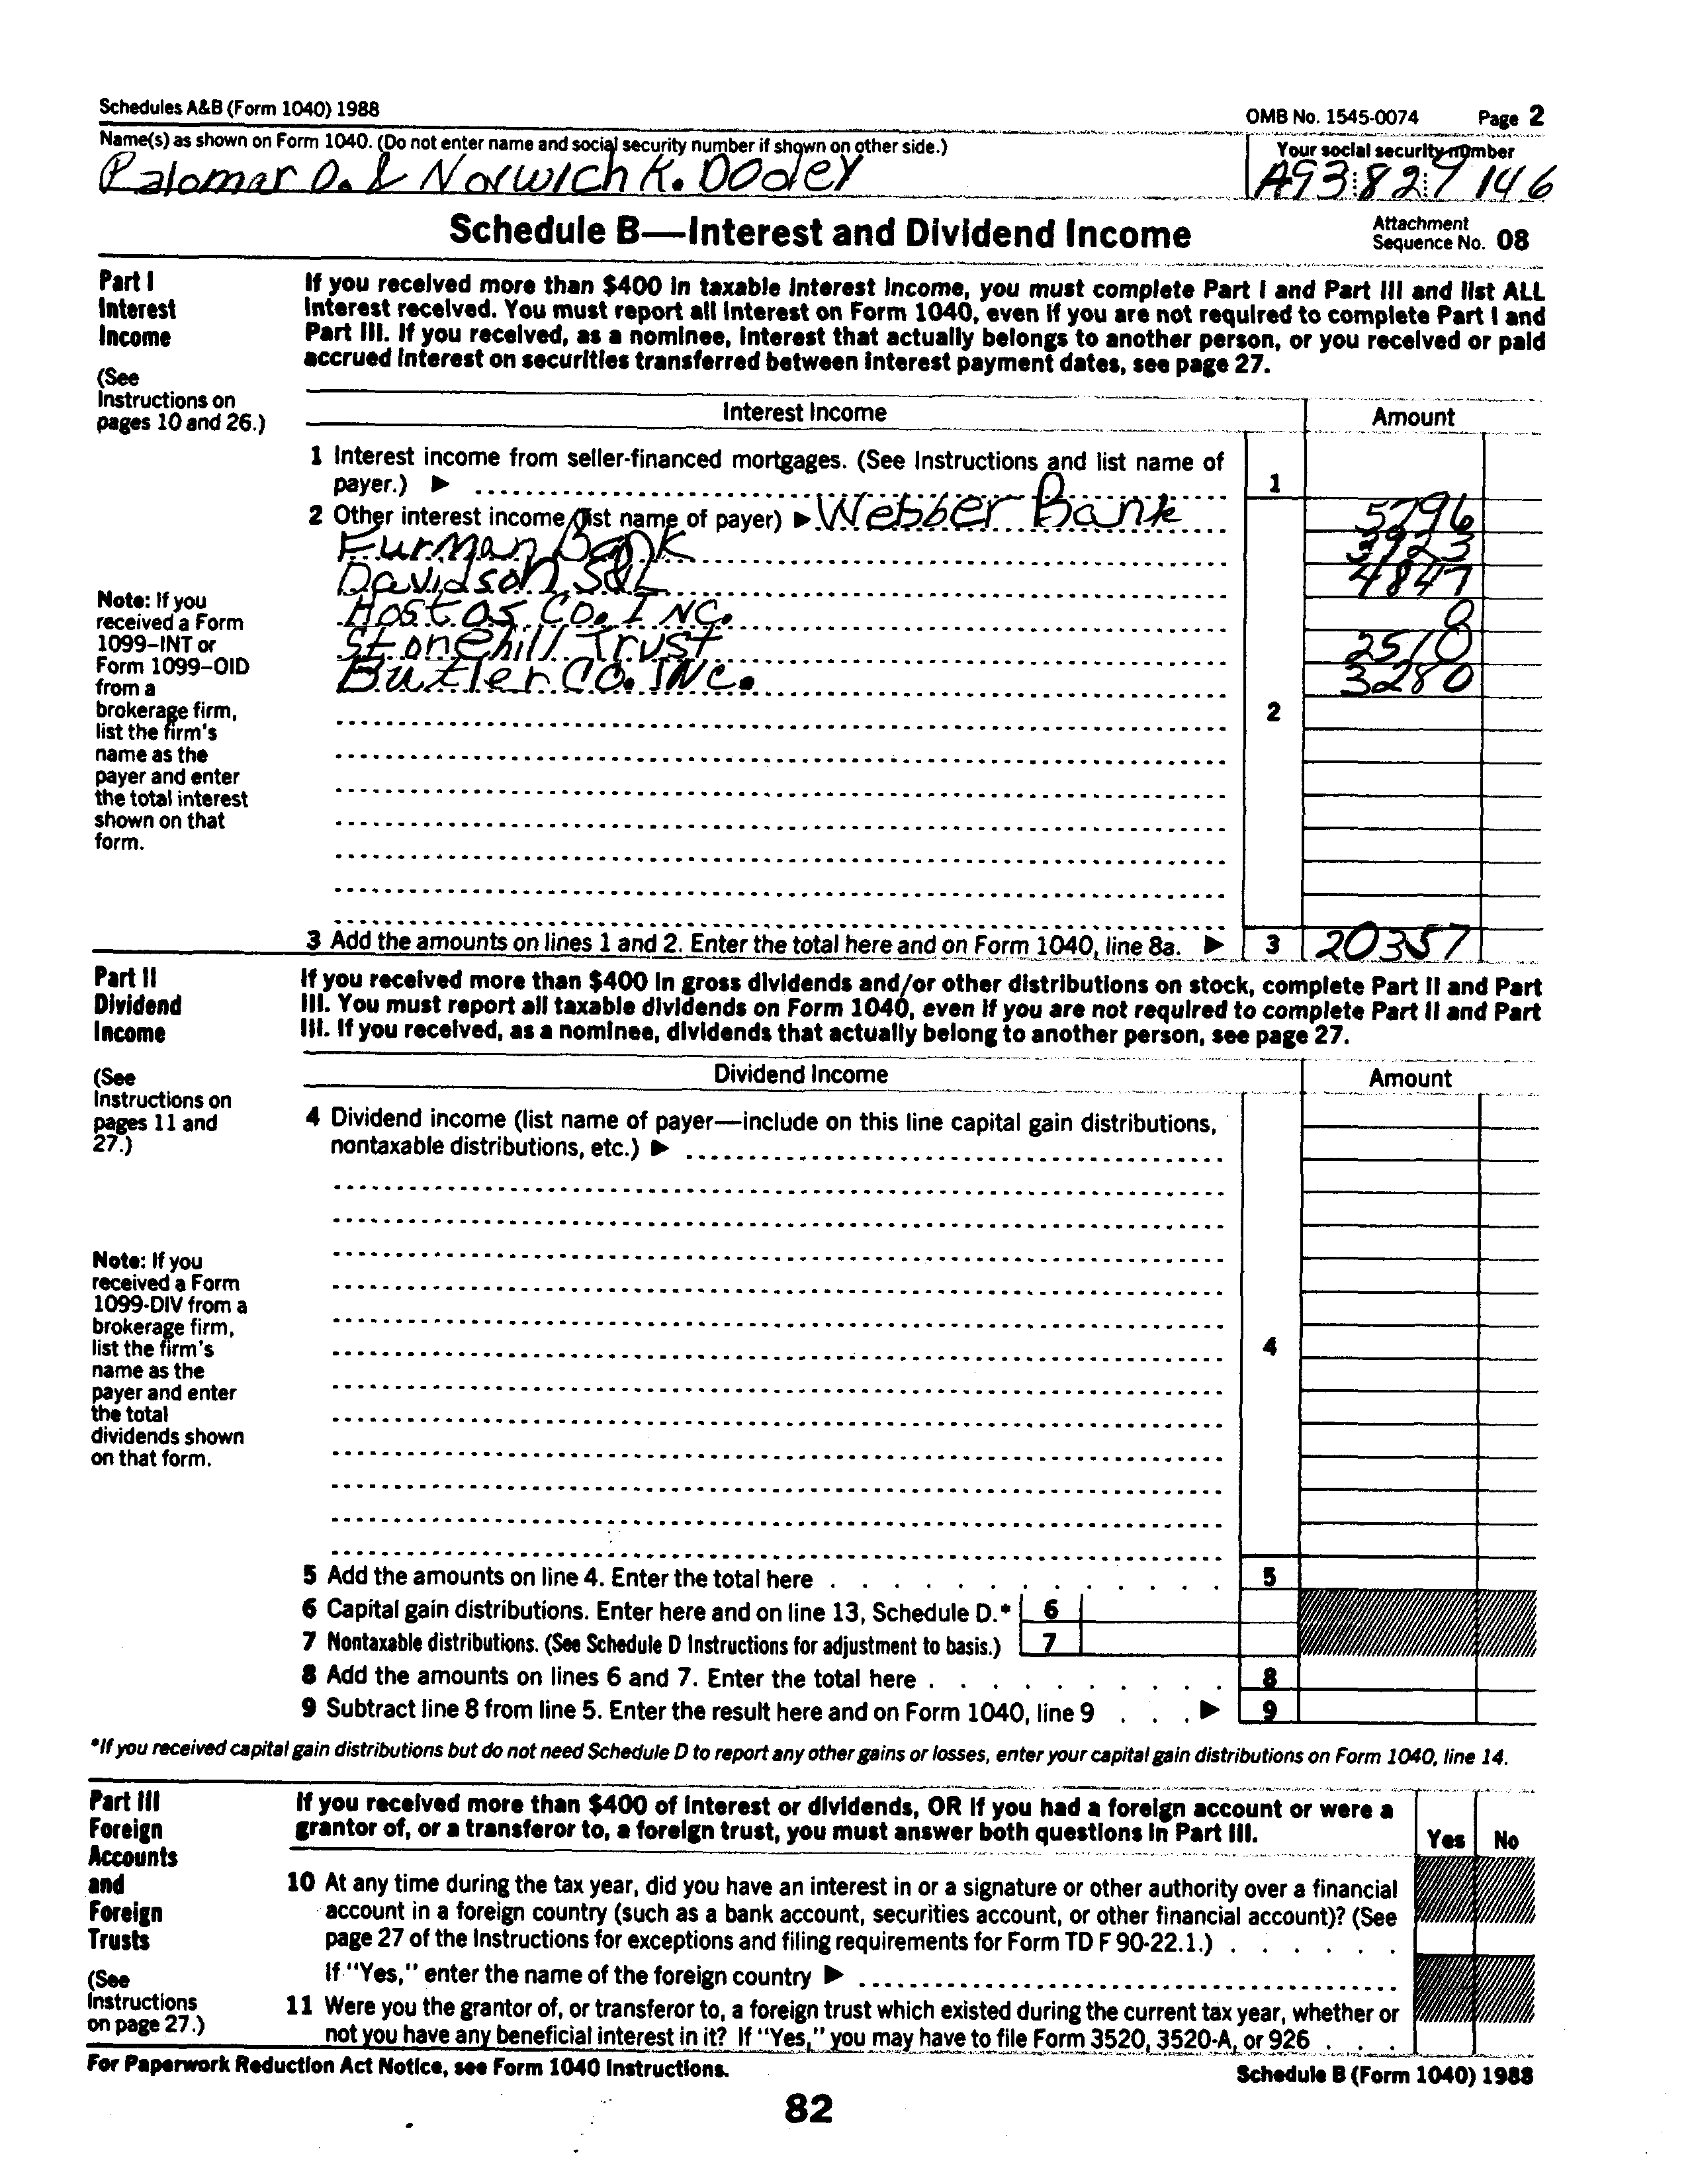 Schedules A&B (Form 1040) 1988 OMB No. 1545-0074 Page 2
Name(s) as shown on Form 1040. (Do not enter name and social security number if shown on other side.) Your social security number
Palomar O. & Norwich K. Dooley A93 82 7146
Schedule B—Interest and Dividend Income Attachment Sequence No. 08
Part I
Interest
Income
(See
Instructions on
pages 10 and 26.)
If you received more than $400 in taxable interest income, you must complete Part I and Part III and list ALL
interest received. You must report all interest on Form 1040, even if you are not required to complete Part I and
Part III. If you received, as a nominee, interest that actually belongs to another person, or you received or paid
accrued interest on securities transferred between interest payment dates, see page 27.
Interest Income Amount
1 Interest income from seller-financed mortgages. (See Instructions and list name of
payer.) ▶ 1
2 Other interest income (list name of payer) ▶ Webber Bank 5796
Furman Bank 3923
Davidson S&L 4847
Hostos Co. INC. 0
Stonehill Trust 2510
Butler Co. INC. 3280
2
Note: If you
received a Form
1099–INT or
Form 1099–OID
from a
brokerage firm,
list the firm's
name as the
payer and enter
the total interest
shown on that
form.
3 Add the amounts on lines 1 and 2. Enter the total here and on Form 1040, line 8a. ▶ 3 20357
Part II
Dividend
Income
(See
Instructions on
pages 11 and
27.)
If you received more than $400 in gross dividends and/or other distributions on stock, complete Part II and Part
III. You must report all taxable dividends on Form 1040, even if you are not required to complete Part II and Part
III. If you received, as a nominee, dividends that actually belong to another person, see page 27.
Dividend Income Amount
4 Dividend income (list name of payer—include on this line capital gain distributions,
nontaxable distributions, etc.) ▶
4
Note: If you
received a Form
1099-DIV from a
brokerage firm,
list the firm's
name as the
payer and enter
the total
dividends shown
on that form.
5 Add the amounts on line 4. Enter the total here . . . . . . . . . . 5
6 Capital gain distributions. Enter here and on line 13, Schedule D.* 6
7 Nontaxable distributions. (See Schedule D Instructions for adjustment to basis.) 7
8 Add the amounts on lines 6 and 7. Enter the total here . . . . . . . . 8
9 Subtract line 8 from line 5. Enter the result here and on Form 1040, line 9 . . . ▶ 9
*If you received capital gain distributions but do not need Schedule D to report any other gains or losses, enter your capital gain distributions on Form 1040, line 14.
Part III
Foreign
Accounts
and
Foreign
Trusts
(See
Instructions
on page 27.)
If you received more than $400 of interest or dividends, OR if you had a foreign account or were a
grantor of, or a transferor to, a foreign trust, you must answer both questions in Part III. Yes No
10 At any time during the tax year, did you have an interest in or a signature or other authority over a financial
account in a foreign country (such as a bank account, securities account, or other financial account)? (See
page 27 of the Instructions for exceptions and filing requirements for Form TD F 90-22.1.) . . . . . .
If "Yes," enter the name of the foreign country ▶
11 Were you the grantor of, or transferor to, a foreign trust which existed during the current tax year, whether or
not you have any beneficial interest in it? If "Yes," you may have to file Form 3520, 3520-A, or 926 . . .
For Paperwork Reduction Act Notice, see Form 1040 Instructions. Schedule B (Form 1040) 1988
82